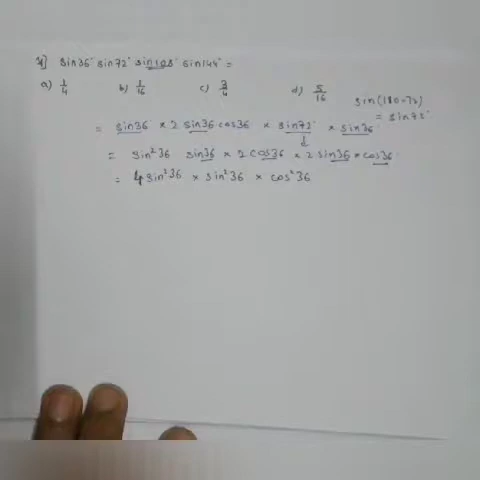 4] sin36° sin72° sin108° sin144° =
a) 1/4 b) 1/16 c) 3/4 d) 5/16
sin(180-72)
= sin72°
= sin36 × 2 sin36 cos36 × sin72° × sin36
= sin²36 sin36 × 2 cos36 × 2 sin36 × cos36
= 4 sin²36 × sin²36 × cos²36